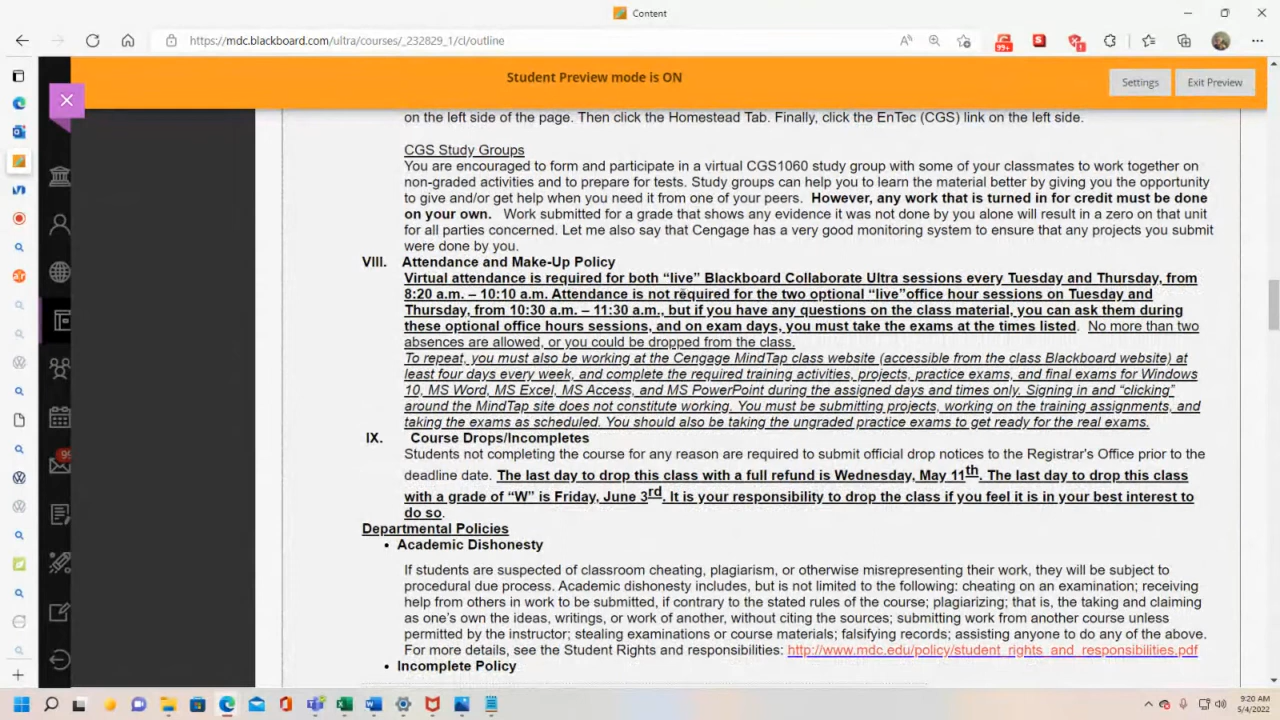 Content
https://mdc.blackboard.com/ultra/courses/_232829_1/cl/outline
99+
1
Student Preview mode is ON
Settings
Exit Preview
on the left side of the page. Then click the Homestead Tab. Finally, click the EnTec (CGS) link on the left side.
CGS Study Groups
You are encouraged to form and participate in a virtual CGS1060 study group with some of your classmates to work together on
non-graded activities and to prepare for tests. Study groups can help you to learn the material better by giving you the opportunity
to give and/or get help when you need it from one of your peers. However, any work that is turned in for credit must be done
on your own. Work submitted for a grade that shows any evidence it was not done by you alone will result in a zero on that unit
for all parties concerned. Let me also say that Cengage has a very good monitoring system to ensure that any projects you submit
were done by you.
VIII. Attendance and Make-Up Policy
Virtual attendance is required for both “live” Blackboard Collaborate Ultra sessions every Tuesday and Thursday, from
8:20 a.m. – 10:10 a.m. Attendance is not required for the two optional “live”office hour sessions on Tuesday and
Thursday, from 10:30 a.m. – 11:30 a.m., but if you have any questions on the class material, you can ask them during
these optional office hours sessions, and on exam days, you must take the exams at the times listed. No more than two
absences are allowed, or you could be dropped from the class.
To repeat, you must also be working at the Cengage MindTap class website (accessible from the class Blackboard website) at
least four days every week, and complete the required training activities, projects, practice exams, and final exams for Windows
10, MS Word, MS Excel, MS Access, and MS PowerPoint during the assigned days and times only. Signing in and “clicking”
around the MindTap site does not constitute working. You must be submitting projects, working on the training assignments, and
taking the exams as scheduled. You should also be taking the ungraded practice exams to get ready for the real exams.
IX. Course Drops/Incompletes
Students not completing the course for any reason are required to submit official drop notices to the Registrar's Office prior to the
deadline date. The last day to drop this class with a full refund is Wednesday, May 11th. The last day to drop this class
with a grade of “W” is Friday, June 3rd. It is your responsibility to drop the class if you feel it is in your best interest to
do so.
Departmental Policies
• Academic Dishonesty
If students are suspected of classroom cheating, plagiarism, or otherwise misrepresenting their work, they will be subject to
procedural due process. Academic dishonesty includes, but is not limited to the following: cheating on an examination; receiving
help from others in work to be submitted, if contrary to the stated rules of the course; plagiarizing; that is, the taking and claiming
as one's own the ideas, writings, or work of another, without citing the sources; submitting work from another course unless
permitted by the instructor; stealing examinations or course materials; falsifying records; assisting anyone to do any of the above.
For more details, see the Student Rights and responsibilities: http://www.mdc.edu/policy/student_rights_and_responsibilities.pdf
• Incomplete Policy
9:20 AM
5/4/2022